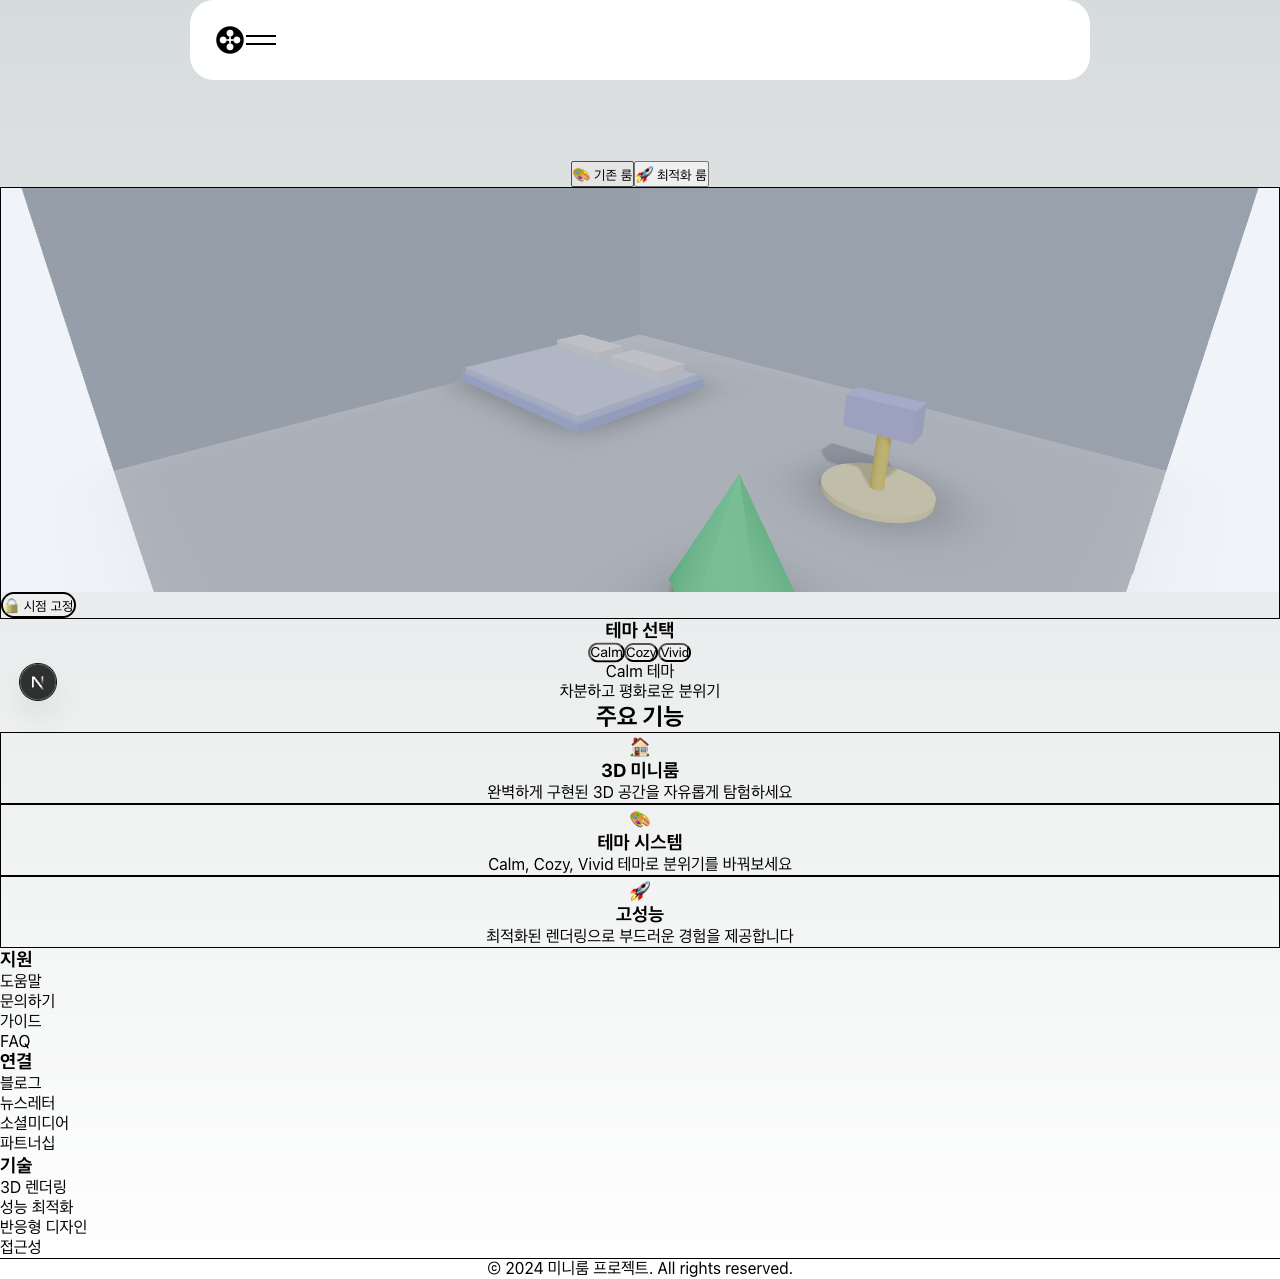 기존 룸 최적화 룸
시점 고정
테마 선택
Calm Cozy Vivid
Calm 테마
차분하고 평화로운 분위기
N
주요 기능
3D 미니룸
완벽하게 구현된 3D 공간을 자유롭게 탐험하세요
테마 시스템
Calm, Cozy, Vivid 테마로 분위기를 바꿔보세요
고성능
최적화된 렌더링으로 부드러운 경험을 제공합니다
지원
도움말
문의하기
가이드
FAQ
연결
블로그
뉴스레터
소셜미디어
파트너십
기술
3D 렌더링
성능 최적화
반응형 디자인
접근성
© 2024 미니룸 프로젝트. All rights reserved.